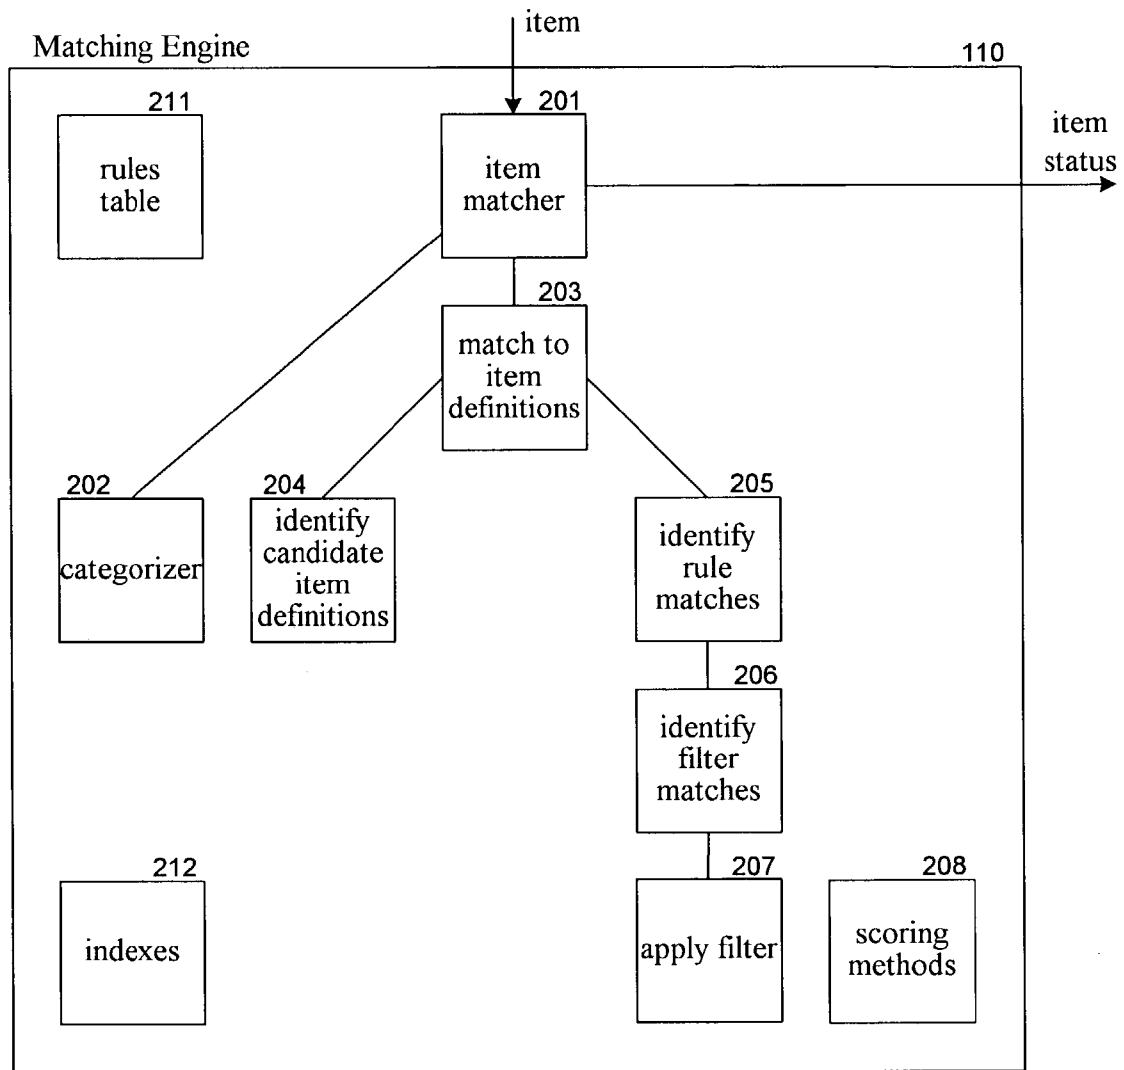 item
Matching Engine
110
211
201
item
status
rules
table
item
matcher
203
match to
item
definitions
202
204
205
categorizer
identify
candidate
item
definitions
identify
rule
matches
206
identify
filter
matches
212
207
208
indexes
apply filter
scoring
methods